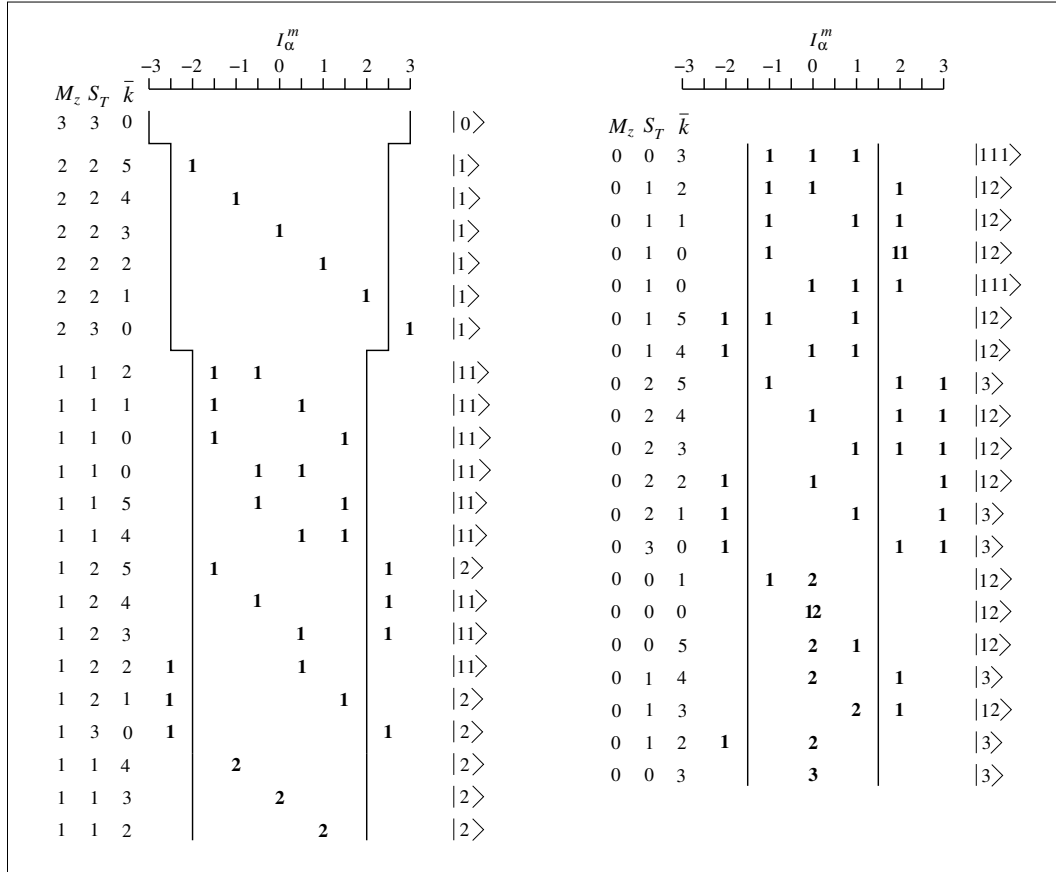 I_α^m
−3 −2 −1 0 1 2 3
M_z S_T k̄
3 3 0 |0⟩
2 2 5 1 |1⟩
2 2 4 1 |1⟩
2 2 3 1 |1⟩
2 2 2 1 |1⟩
2 2 1 1 |1⟩
2 3 0 1 |1⟩
1 1 2 1 1 |11⟩
1 1 1 1 1 |11⟩
1 1 0 1 1 |11⟩
1 1 0 1 1 |11⟩
1 1 5 1 1 |11⟩
1 1 4 1 1 |11⟩
1 2 5 1 1 |2⟩
1 2 4 1 1 |11⟩
1 2 3 1 1 |11⟩
1 2 2 1 1 |11⟩
1 2 1 1 1 |2⟩
1 3 0 1 1 |2⟩
1 1 4 2 |2⟩
1 1 3 2 |2⟩
1 1 2 2 |2⟩
I_α^m
−3 −2 −1 0 1 2 3
M_z S_T k̄
0 0 3 1 1 1 |111⟩
0 1 2 1 1 1 |12⟩
0 1 1 1 1 1 |12⟩
0 1 0 1 11 |12⟩
0 1 0 1 1 1 |111⟩
0 1 5 1 1 1 |12⟩
0 1 4 1 1 1 |12⟩
0 2 5 1 1 1 |3⟩
0 2 4 1 1 1 |12⟩
0 2 3 1 1 1 |12⟩
0 2 2 1 1 1 |12⟩
0 2 1 1 1 1 |3⟩
0 3 0 1 1 1 |3⟩
0 0 1 1 2 |12⟩
0 0 0 12 |12⟩
0 0 5 2 1 |12⟩
0 1 4 2 1 |3⟩
0 1 3 2 1 |12⟩
0 1 2 1 2 |3⟩
0 0 3 3 |3⟩